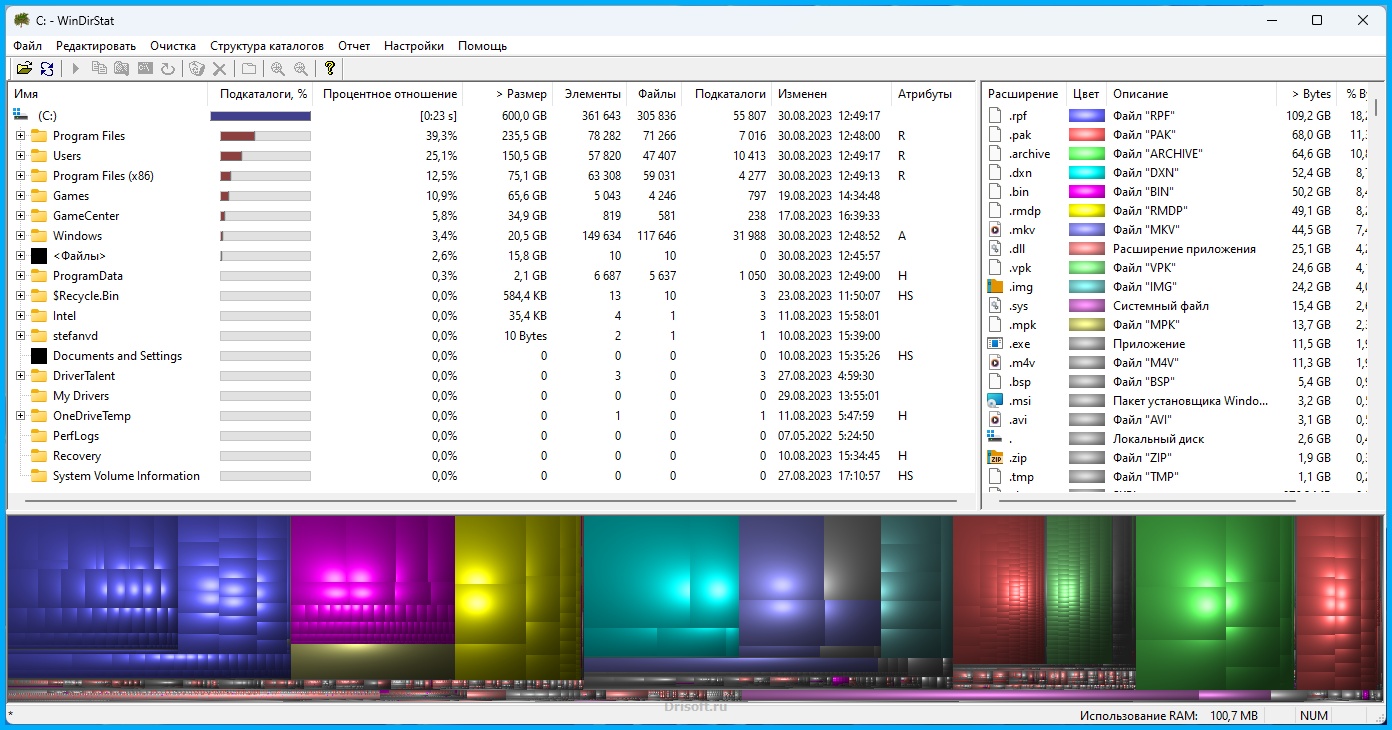 C: - WinDirStat
Файл Редактировать Очистка Структура каталогов Отчет Настройки Помощь
Имя Подкаталоги, % Процентное отношение > Размер Элементы Файлы Подкаталоги Изменен Атрибуты
(C:) [0:23 s] 600,0 GB 361 643 305 836 55 807 30.08.2023 12:49:17
Program Files 39,3% 235,5 GB 78 282 71 266 7 016 30.08.2023 12:48:00 R
Users 25,1% 150,5 GB 57 820 47 407 10 413 30.08.2023 12:49:17 R
Program Files (x86) 12,5% 75,1 GB 63 308 59 031 4 277 30.08.2023 12:49:13 R
Games 10,9% 65,6 GB 5 043 4 246 797 19.08.2023 14:34:48
GameCenter 5,8% 34,9 GB 819 581 238 17.08.2023 16:39:33
Windows 3,4% 20,5 GB 149 634 117 646 31 988 30.08.2023 12:48:52 A
<Файлы> 2,6% 15,8 GB 10 10 0 30.08.2023 12:45:57
ProgramData 0,3% 2,1 GB 6 687 5 637 1 050 30.08.2023 12:49:00 H
$Recycle.Bin 0,0% 584,4 KB 13 10 3 23.08.2023 11:50:07 HS
Intel 0,0% 35,4 KB 4 1 3 11.08.2023 15:58:01
stefanvd 0,0% 10 Bytes 2 1 1 10.08.2023 15:39:00
Documents and Settings 0,0% 0 0 0 0 10.08.2023 15:35:26 HS
DriverTalent 0,0% 0 3 0 3 27.08.2023 4:59:30
My Drivers 0,0% 0 0 0 0 29.08.2023 13:55:01
OneDriveTemp 0,0% 0 1 0 1 11.08.2023 5:47:59 H
PerfLogs 0,0% 0 0 0 0 07.05.2022 5:24:50
Recovery 0,0% 0 0 0 0 10.08.2023 15:34:45 H
System Volume Information 0,0% 0 0 0 0 27.08.2023 17:10:57 HS
Расширение Цвет Описание > Bytes % By
.rpf Файл "RPF" 109,2 GB 18,2
.pak Файл "PAK" 68,0 GB 11,3
.archive Файл "ARCHIVE" 64,6 GB 10,8
.dxn Файл "DXN" 52,4 GB 8,7
.bin Файл "BIN" 50,2 GB 8,4
.rmdp Файл "RMDP" 49,1 GB 8,2
.mkv Файл "MKV" 44,5 GB 7,4
.dll Расширение приложения 25,1 GB 4,2
.vpk Файл "VPK" 24,6 GB 4,
.img Файл "IMG" 24,2 GB 4,0
.sys Системный файл 15,4 GB 2,6
.mpk Файл "MPK" 13,7 GB 2,3
.exe Приложение 11,5 GB 1,9
.m4v Файл "M4V" 11,3 GB 1,9
.bsp Файл "BSP" 5,4 GB 0,9
.msi Пакет установщика Windo... 3,2 GB 0,5
.avi Файл "AVI" 3,1 GB 0,5
. Локальный диск 2,6 GB 0,4
.zip Файл "ZIP" 1,9 GB 0,3
.tmp Файл "TMP" 1,1 GB 0,2
Drisoft.ru
* Использование RAM: 100,7 MB NUM